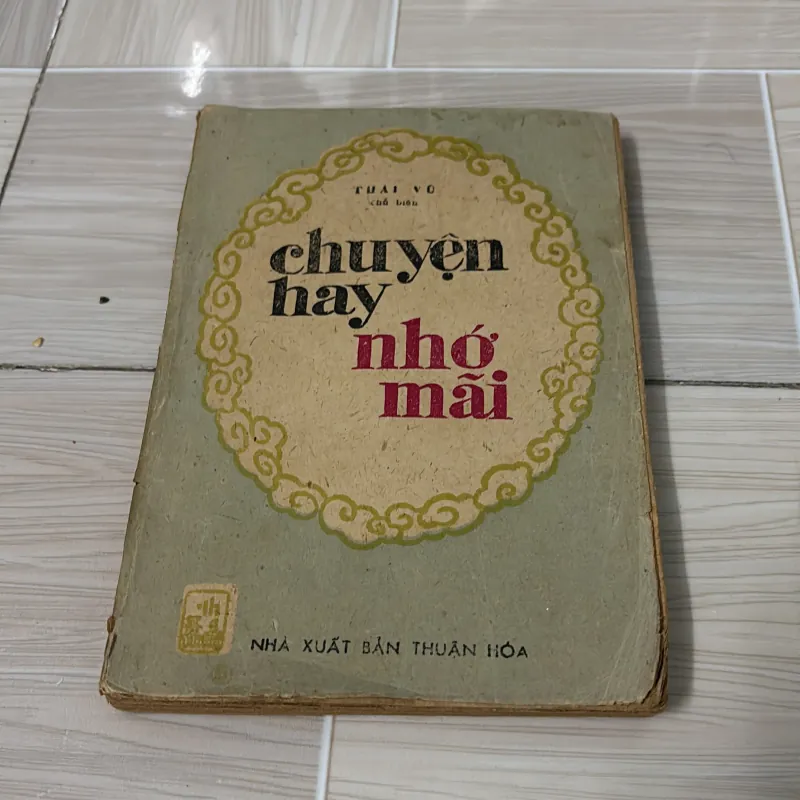 THÁI VŨ
chủ biên
chuyện
hay
nhớ
mãi
NHÀ XUẤT BẢN THUẬN HÓA